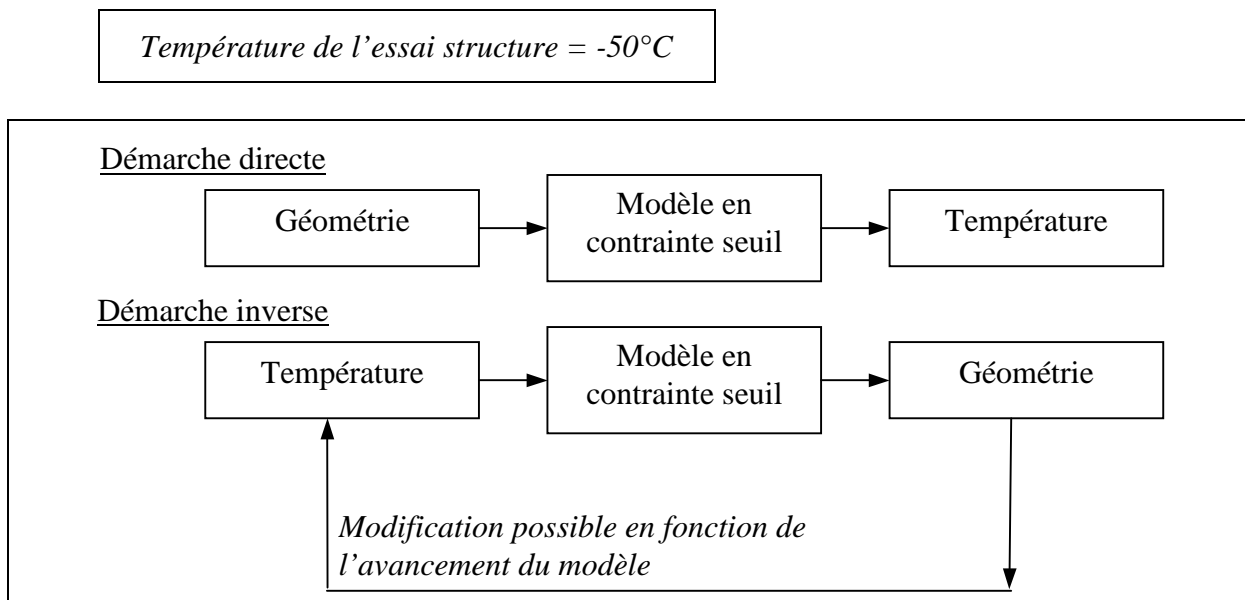 Température de l’essai structure = -50°C
Démarche directe
Géométrie
Modèle en
contrainte seuil
Température
Démarche inverse
Température
Modèle en
contrainte seuil
Géométrie
Modification possible en fonction de
l’avancement du modèle